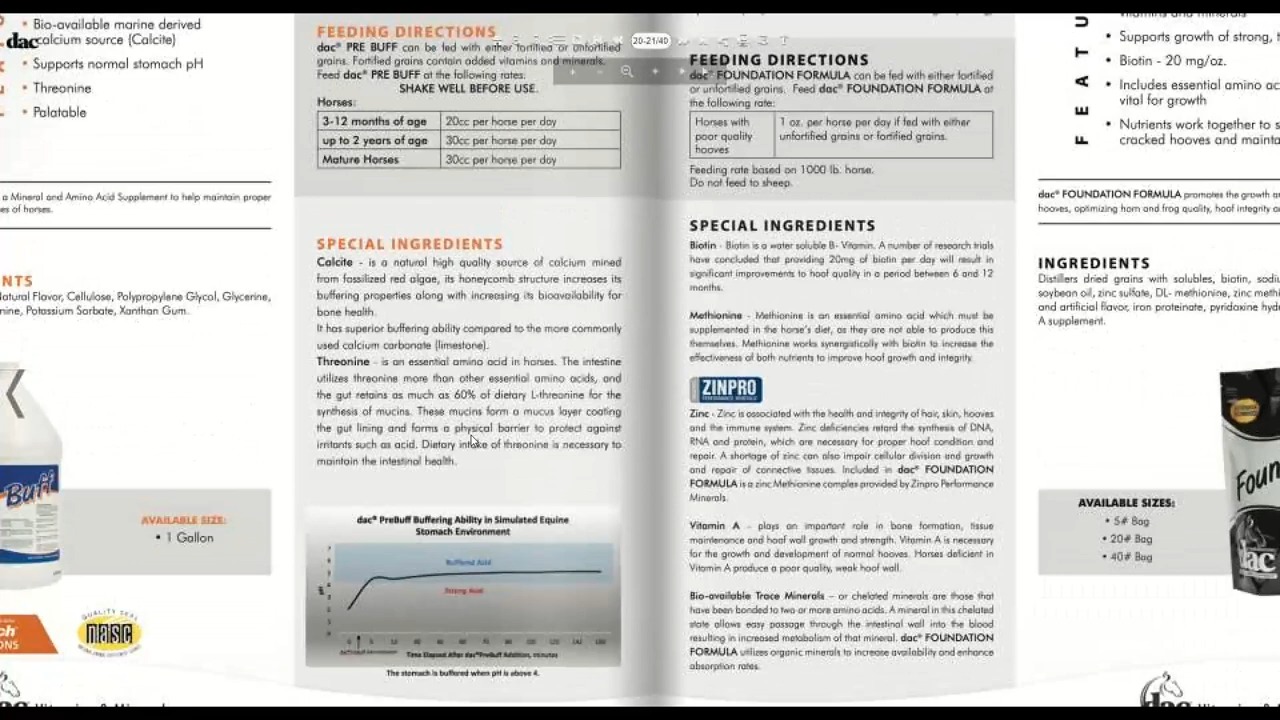 Bio-available marine derived
calcium source (Calcite)
Supports normal stomach pH
Threonine
Palatable
dac
a Mineral and Amino Acid Supplement to help maintain proper
es of horses.
NTS
Natural Flavor, Cellulose, Polypropylene Glycol, Glycerine,
nine, Potassium Sorbate, Xanthan Gum.
Buff
AVAILABLE SIZE:
• 1 Gallon
QUALITY SEAL
nasc
FEEDING DIRECTIONS
dac® PRE BUFF can be fed with either fortified or unfortified
grains. Fortified grains contain added vitamins and minerals.
Feed dac® PRE BUFF at the following rates:
SHAKE WELL BEFORE USE.
Horses:
3-12 months of age 20cc per horse per day
up to 2 years of age 30cc per horse per day
Mature Horses 30cc per horse per day
SPECIAL INGREDIENTS
Calcite - is a natural high quality source of calcium mined
from fossilized red algae, its honeycomb structure increases its
buffering properties along with increasing its bioavailability for
bone health.
It has superior buffering ability compared to the more commonly
used calcium carbonate (limestone).
Threonine - is an essential amino acid in horses. The intestine
utilizes threonine more than other essential amino acids, and
the gut retains as much as 60% of dietary L-threonine for the
synthesis of mucins. These mucins form a mucus layer coating
the gut lining and forms a physical barrier to protect against
irritants such as acid. Dietary intake of threonine is necessary to
maintain the intestinal health.
dac® PreBuff Buffering Ability in Simulated Equine
Stomach Environment
Buffered Acid
Strong Acid
pH
Time Elapsed After dac®PreBuff Addition, minutes
The stomach is buffered when pH is above 4.
20-21/40
FEEDING DIRECTIONS
dac® FOUNDATION FORMULA can be fed with either fortified
or unfortified grains. Feed dac® FOUNDATION FORMULA at
the following rate:
Horses with poor quality hooves
1 oz. per horse per day if fed with either
unfortified grains or fortified grains.
Feeding rate based on 1000 lb. horse.
Do not feed to sheep.
SPECIAL INGREDIENTS
Biotin - Biotin is a water soluble B- Vitamin. A number of research trials
have concluded that providing 20mg of biotin per day will result in
significant improvements to hoof quality in a period between 6 and 12
months.
Methionine - Methionine is an essential amino acid which must be
supplemented in the horse's diet, as they are not able to produce this
themselves. Methionine works synergistically with biotin to increase the
effectiveness of both nutrients to improve hoof growth and integrity.
ZINPRO
PERFORMANCE MINERALS
Zinc - Zinc is associated with the health and integrity of hair, skin, hooves
and the immune system. Zinc deficiencies retard the synthesis of DNA,
RNA and protein, which are necessary for proper hoof condition and
repair. A shortage of zinc can also impair cellular division and growth
and repair of connective tissues. Included in dac® FOUNDATION
FORMULA is a zinc Methionine complex provided by Zinpro Performance
Minerals.
Vitamin A - plays an important role in bone formation, tissue
maintenance and hoof wall growth and strength. Vitamin A is necessary
for the growth and development of normal hooves. Horses deficient in
Vitamin A produce a poor quality, weak hoof wall.
Bio-available Trace Minerals – or chelated minerals are those that
have been bonded to two or more amino acids. A mineral in this chelated
state allows easy passage through the intestinal wall into the blood
resulting in increased metabolism of that mineral. dac® FOUNDATION
FORMULA utilizes organic minerals to increase availability and enhance
absorption rates.
F E A T U
Vitamins and minerals
Supports growth of strong,
Biotin - 20 mg/oz.
Includes essential amino ac
vital for growth
Nutrients work together to s
cracked hooves and mainta
dac® FOUNDATION FORMULA promotes the growth a
hooves, optimizing horn and frog quality, hoof integrity
INGREDIENTS
Distillers dried grains with solubles, biotin, sodiu
soybean oil, zinc sulfate, DL- methionine, zinc methi
and artificial flavor, iron proteinate, pyridoxine hyd
A supplement.
AVAILABLE SIZES:
• 5# Bag
• 20# Bag
• 40# Bag
Foun
dac
dac